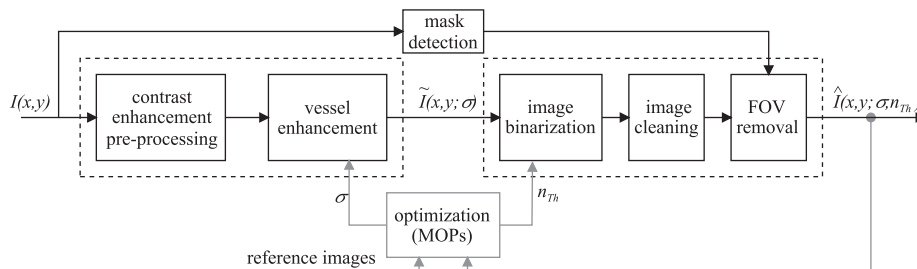 mask
detection
I(x,y)
contrast
enhancement
pre-processing
vessel
enhancement
Ĩ(x,y; σ)
image
binarization
image
cleaning
FOV
removal
Î(x,y; σ,n_Th)
σ
optimization
(MOPs)
n_Th
reference images